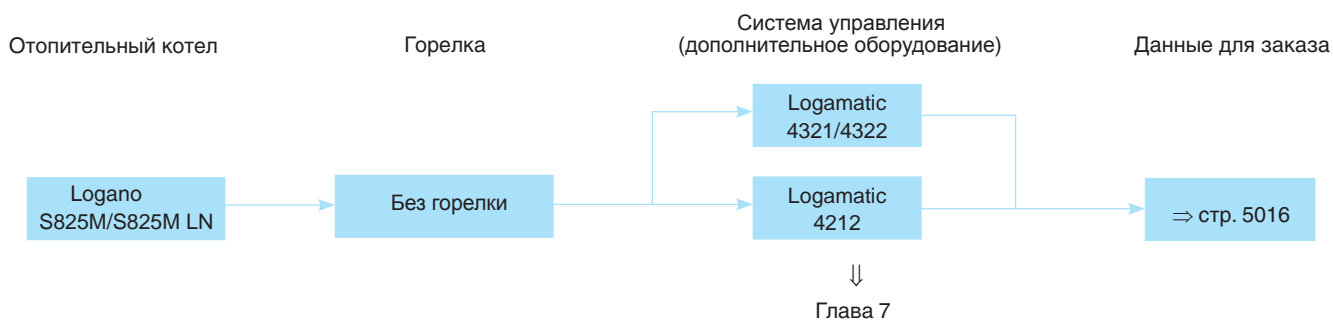 Отопительный котел
Горелка
Система управления
(дополнительное оборудование)
Данные для заказа
Logano
S825M/S825M LN
Без горелки
Logamatic
4321/4322
Logamatic
4212
⇒ стр. 5016
⇓
Глава 7